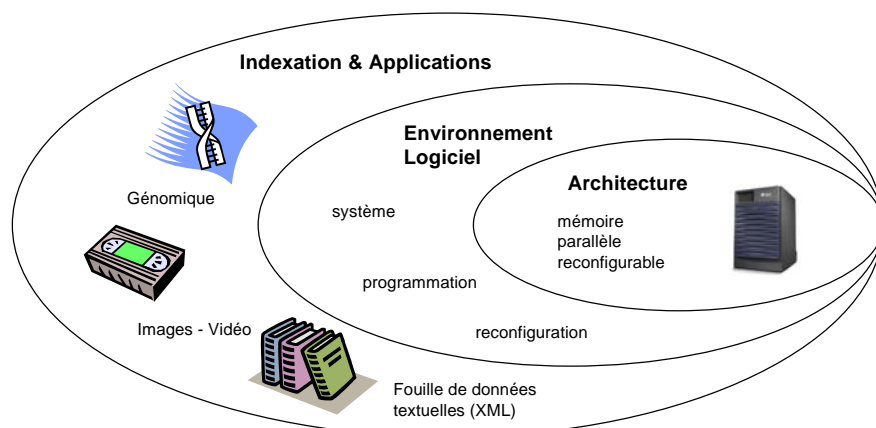 Indexation & Applications
Environnement
Logiciel
Architecture
Génomique
système
mémoire
parallèle
reconfigurable
programmation
Images - Vidéo
reconfiguration
Fouille de données
textuelles (XML)